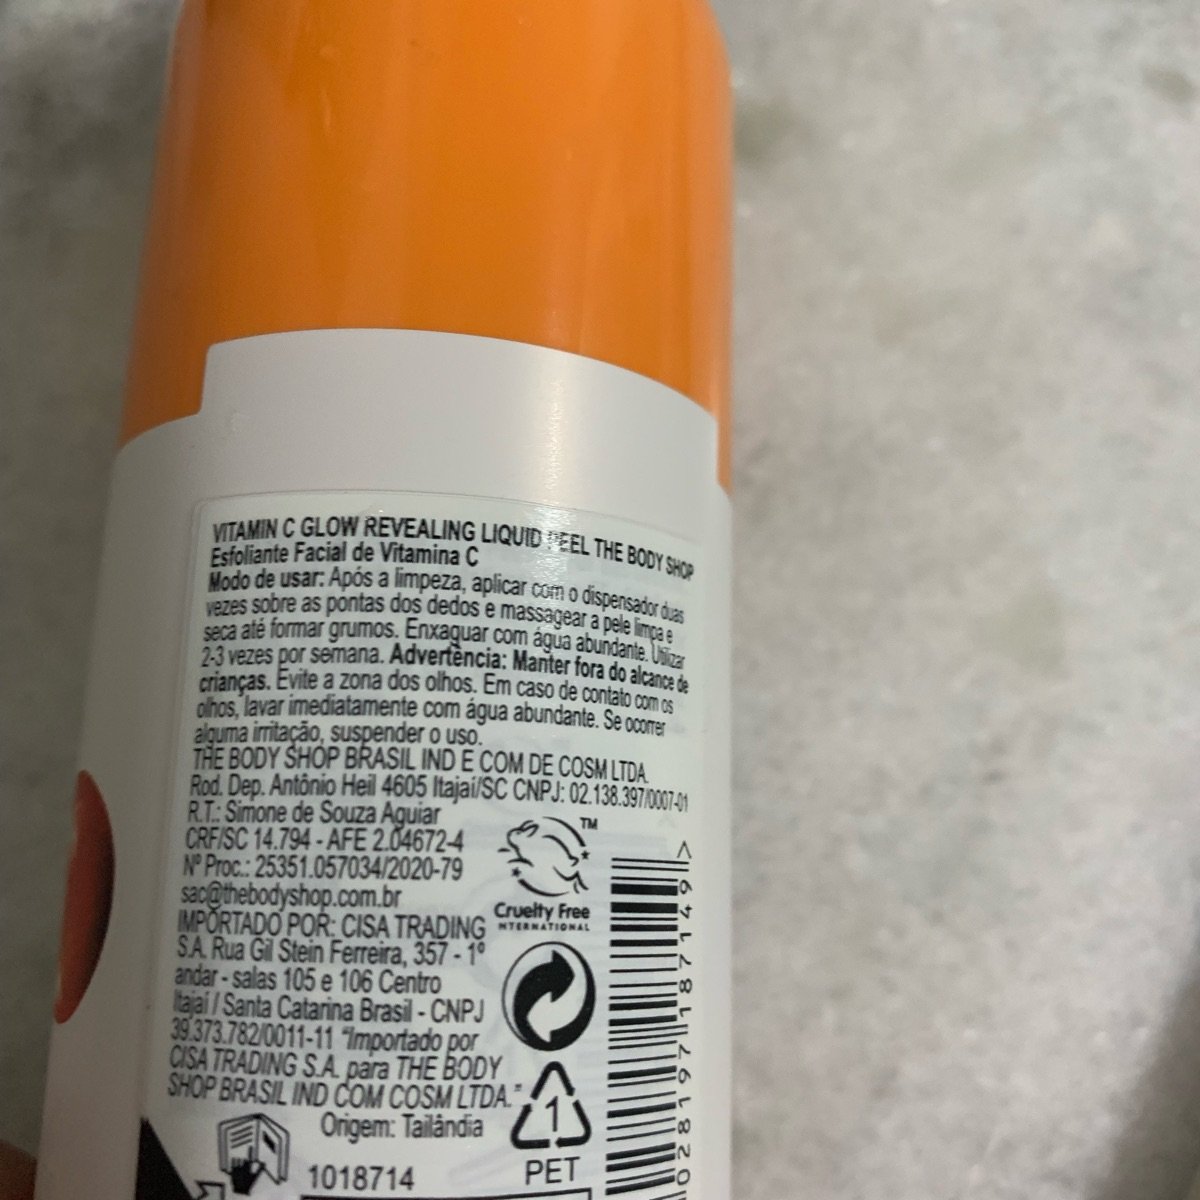 VITAMIN C GLOW REVEALING LIQUID PEEL THE BODY SHOP
Esfoliante Facial de Vitamina C
Modo de usar: Após a limpeza, aplicar com o dispensador duas
vezes sobre as pontas dos dedos e massagear a pele limpa e
seca até formar grumos. Enxaguar com água abundante. Utilizar
2-3 vezes por semana. Advertência: Manter fora do alcance de
crianças. Evite a zona dos olhos. Em caso de contato com os
olhos, lavar imediatamente com água abundante. Se ocorrer
alguma irritação, suspender o uso.
THE BODY SHOP BRASIL IND E COM DE COSM LTDA.
Rod. Dep. Antônio Heil 4605 Itajaí/SC CNPJ: 02.138.397/0007-01
R.T.: Simone de Souza Aguiar
CRF/SC 14.794 - AFE 2.04672-4
Nº Proc.: 25351.057034/2020-79
sac@thebodyshop.com.br
IMPORTADO POR: CISA TRADING
S.A. Rua Gil Stein Ferreira, 357 - 1º
andar - salas 105 e 106 Centro
Itajaí / Santa Catarina Brasil - CNPJ
39.373.782/0011-11 "Importado por
CISA TRADING S.A. para THE BODY
SHOP BRASIL IND COM COSM LTDA."
Origem: Tailândia
1018714
TM
Cruelty Free
INTERNATIONAL
1
PET
028197187149 >